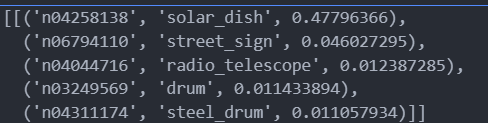 [[('n04258138', 'solar_dish', 0.47796366),
('n06794110', 'street_sign', 0.046027295),
('n04044716', 'radio_telescope', 0.012387285),
('n03249569', 'drum', 0.011433894),
('n04311174', 'steel_drum', 0.011057934)]]